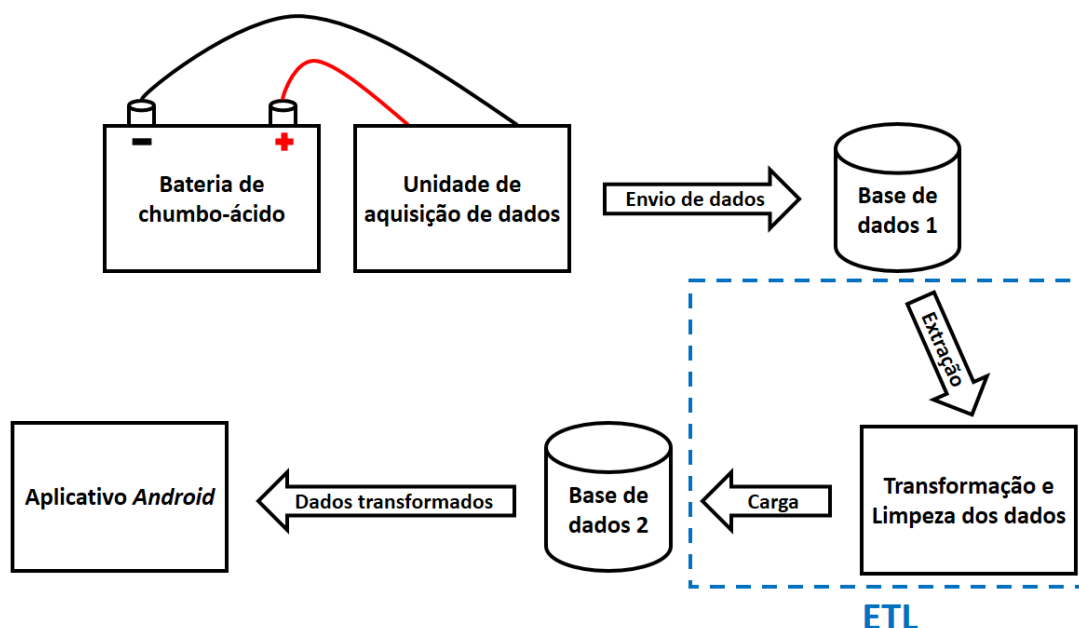 Bateria de
chumbo-ácido
Unidade de
aquisição de dados
Envio de dados
Base de
dados 1
Extração
Transformação e
Limpeza dos dados
Carga
Base de
dados 2
Dados transformados
Aplicativo Android
ETL